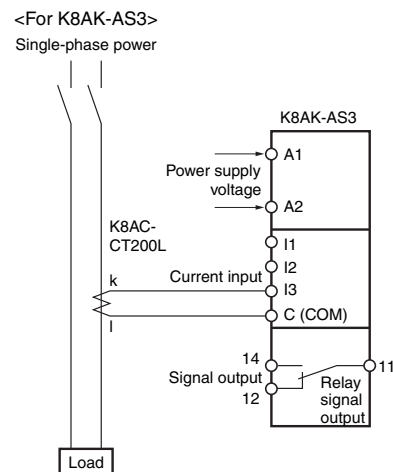 <For K8AK-AS3>
Single-phase power
K8AK-AS3
A1
Power supply
voltage
A2
K8AC-
CT200L
I1
I2
k
Current input
I3
C (COM)
l
14
11
Signal output
12
Relay
signal
output
Load